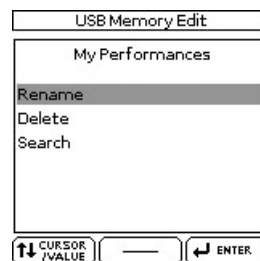 USB Memory Edit
My Performances
Rename
Delete
Search
CURSOR
/VALUE
ENTER